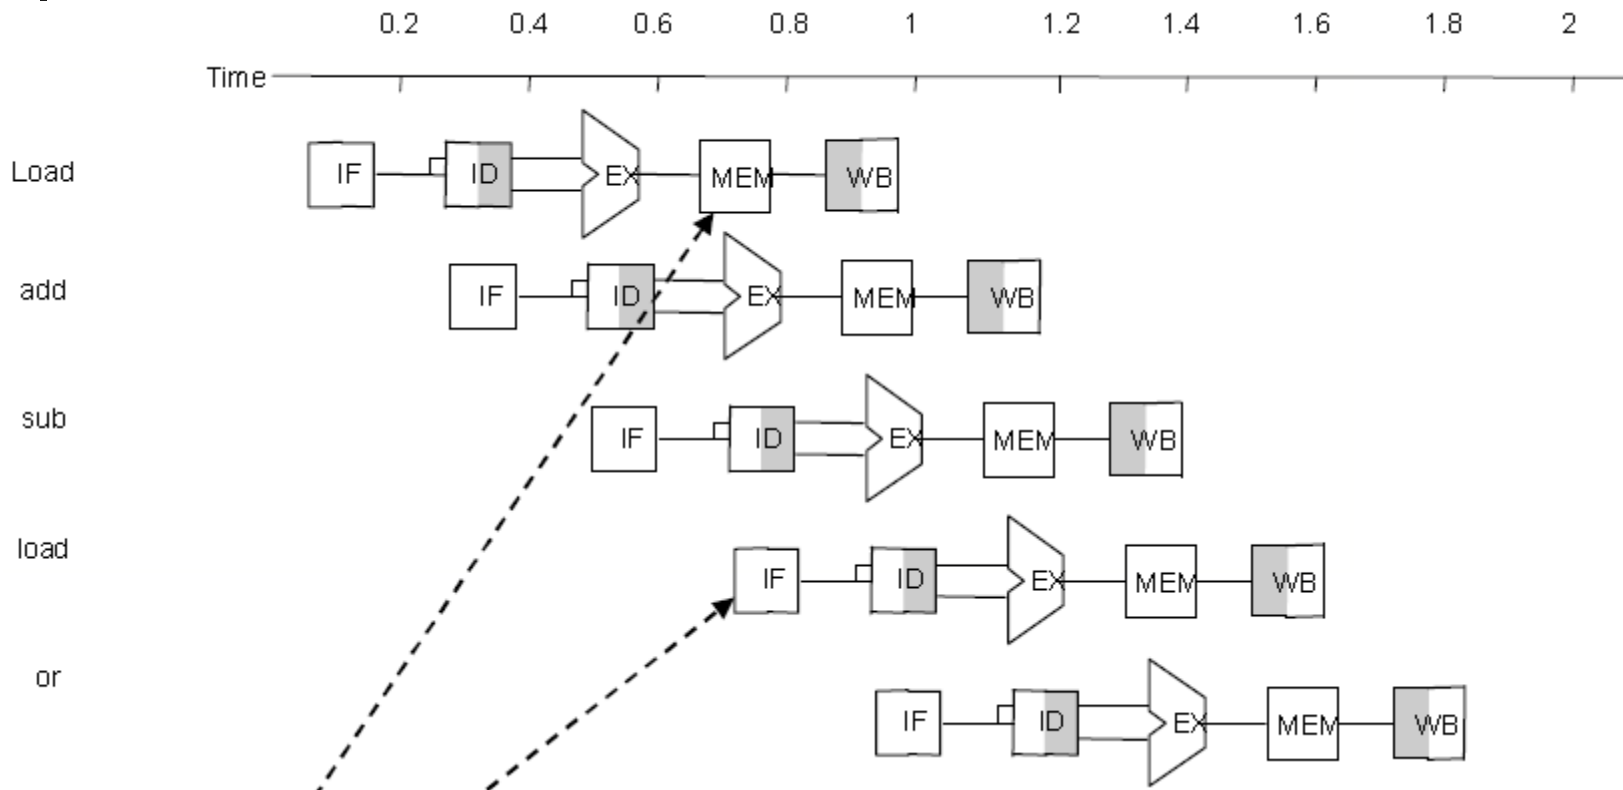 0.2 0.4 0.6 0.8 1 1.2 1.4 1.6 1.8 2
Time
Load IF ID EX MEM WB
add IF ID EX MEM WB
sub IF ID EX MEM WB
load IF ID EX MEM WB
or IF ID EX MEM WB